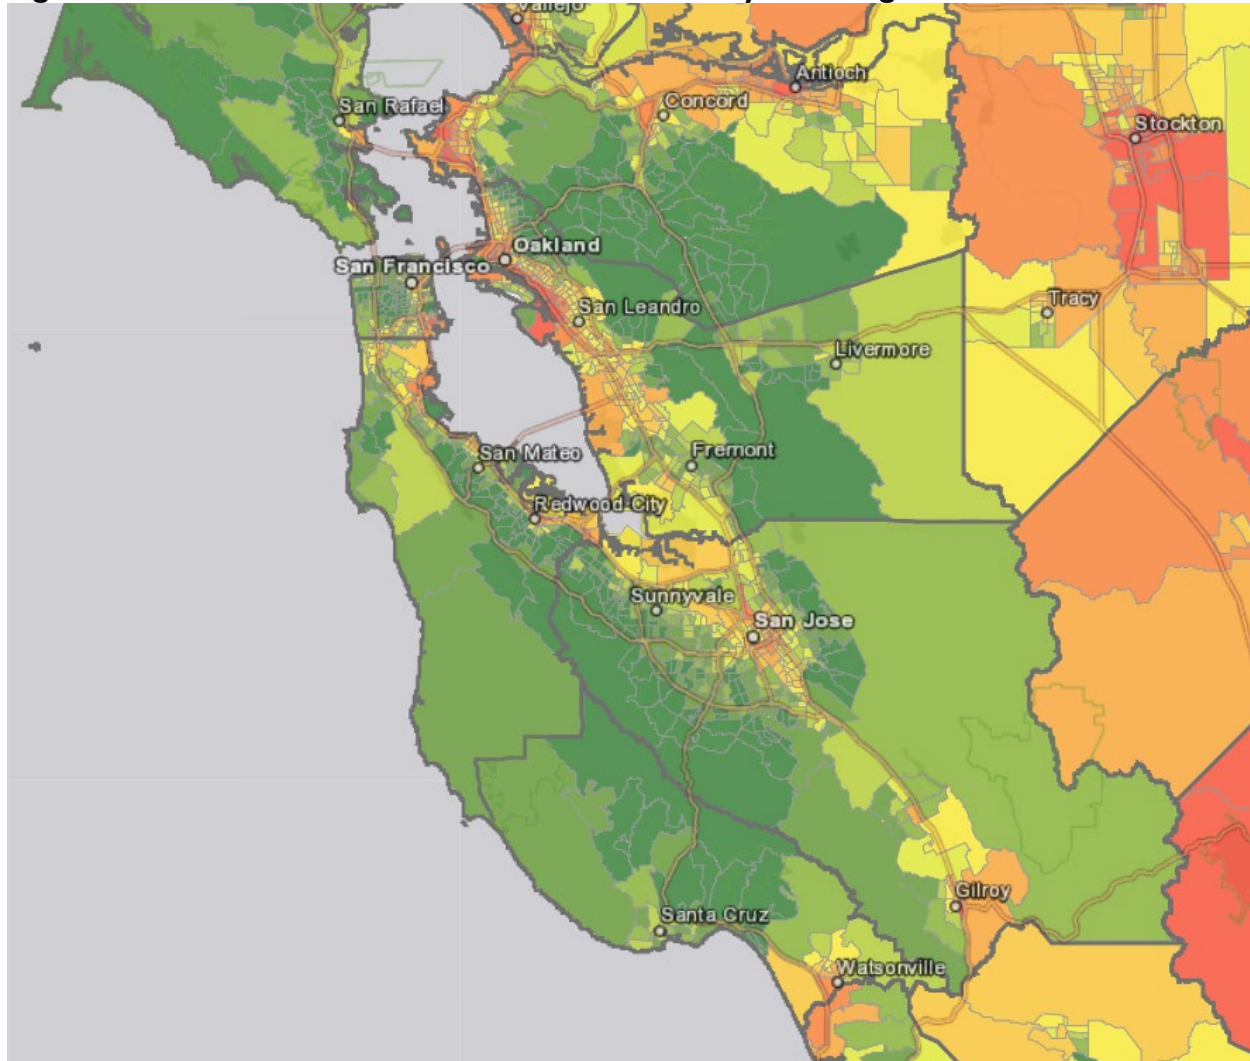 Vallejo
Antioch
San Rafael
Concord
Stockton
Oakland
San Francisco
San Leandro
Tracy
Livermore
San Mateo
Fremont
Redwood City
Sunnyvale
San Jose
Gilroy
Santa Cruz
Watsonville